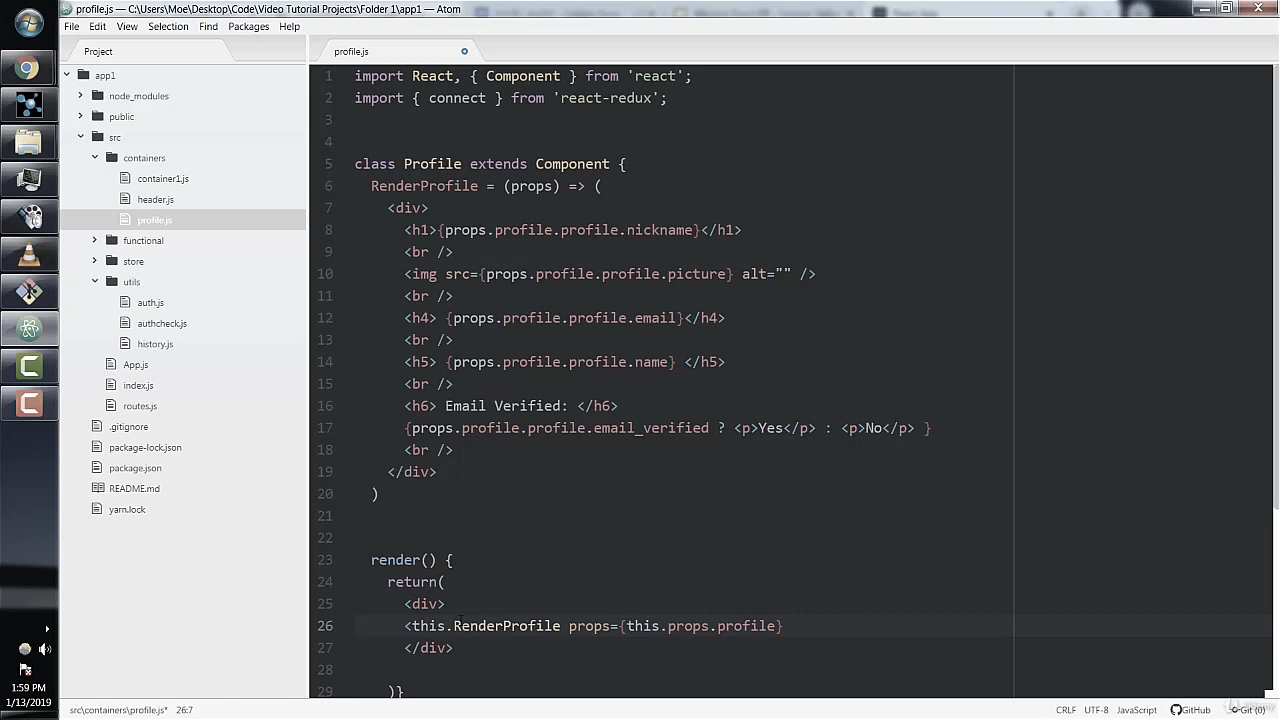 profile.js — C:\Users\Moe\Desktop\Code\Video Tutorial Projects\Folder 1\app1 — Atom
File Edit View Selection Find Packages Help
Project
app1
node_modules
public
src
containers
container1.js
header.js
profile.js
functional
store
utils
auth.js
authcheck.js
history.js
App.js
index.js
routes.js
.gitignore
package-lock.json
package.json
README.md
yarn.lock
profile.js
1 import React, { Component } from 'react';
2 import { connect } from 'react-redux';
3
4
5 class Profile extends Component {
6 RenderProfile = (props) => (
7 <div>
8 <h1>{props.profile.profile.nickname}</h1>
9 <br />
10 <img src={props.profile.profile.picture} alt="" />
11 <br />
12 <h4> {props.profile.profile.email}</h4>
13 <br />
14 <h5> {props.profile.profile.name} </h5>
15 <br />
16 <h6> Email Verified: </h6>
17 {props.profile.profile.email_verified ? <p>Yes</p> : <p>No</p> }
18 <br />
19 </div>
20 )
21
22
23 render() {
24 return(
25 <div>
26 <this.RenderProfile props={this.props.profile}
27 </div>
28
29 )}
1:59 PM
1/13/2019
src\containers\profile.js* 26:7
CRLF UTF-8 JavaScript GitHub Git (0)